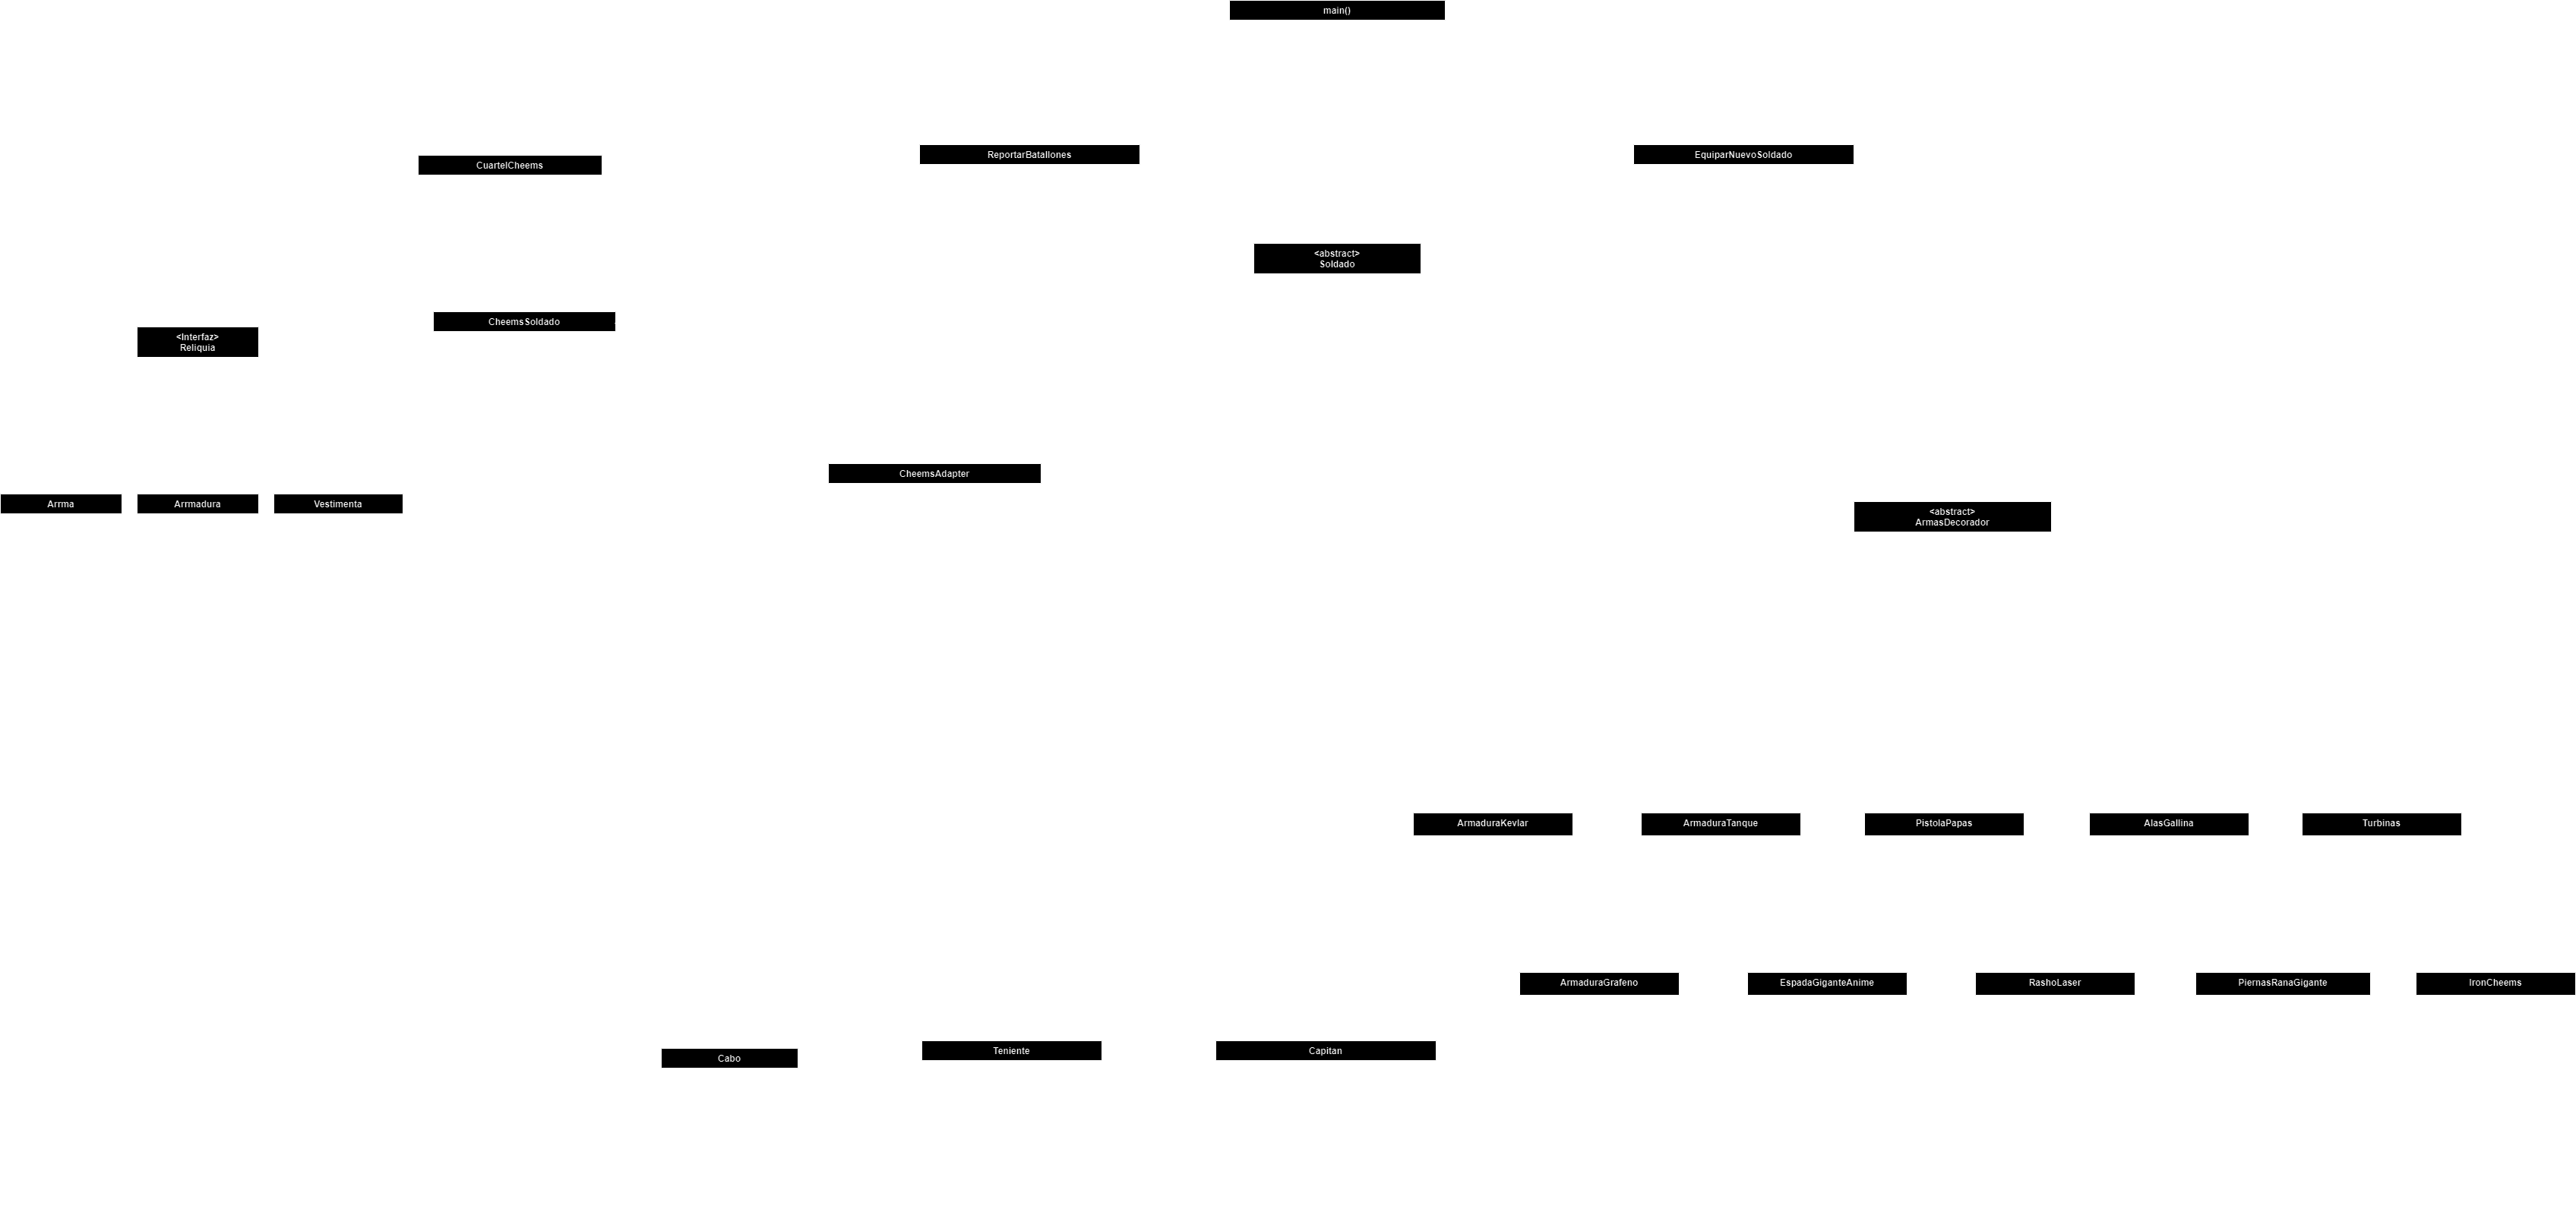 main()
CuartelCheems
ReportarBatallones
EquiparNuevoSoldado
<abstract>
Soldado
<Interfaz>
Reliquia
CheemsSoldado
CheemsAdapter
Arrma
Arrmadura
Vestimenta
<abstract>
ArmasDecorador
ArmaduraKevlar
ArmaduraTanque
PistolaPapas
AlasGallina
Turbinas
ArmaduraGrafeno
EspadaGiganteAnime
RashoLaser
PiernasRanaGigante
IronCheems
Cabo
Teniente
Capitan